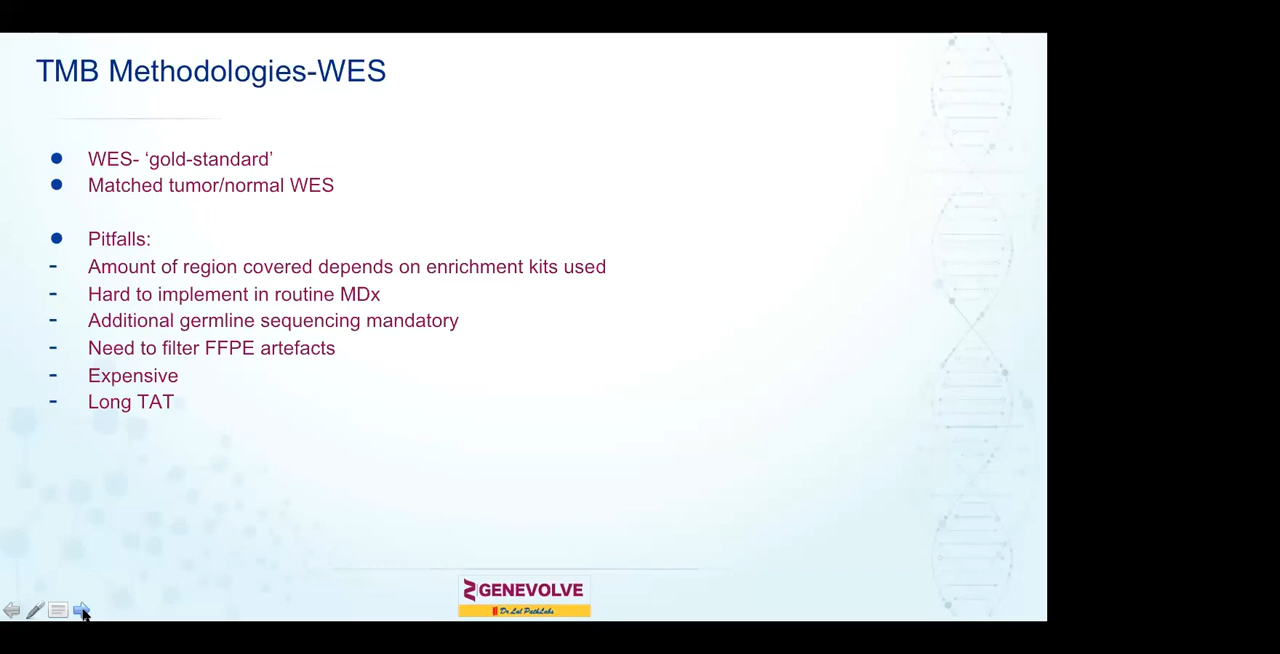 TMB Methodologies-WES
● WES- ‘gold-standard’
● Matched tumor/normal WES
● Pitfalls:
- Amount of region covered depends on enrichment kits used
- Hard to implement in routine MDx
- Additional germline sequencing mandatory
- Need to filter FFPE artefacts
- Expensive
- Long TAT
GENEVOLVE
Dr Lal PathLabs